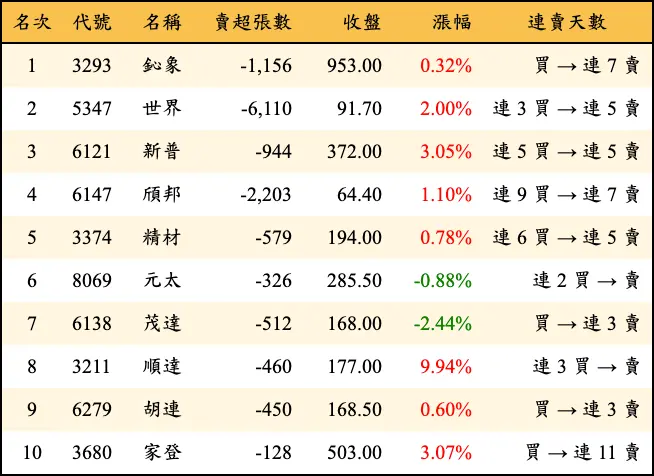 名次 代號 名稱 賣超張數 收盤 漲幅 連賣天數
1 3293 鈊象 -1,156 953.00 0.32% 買 → 連 7 賣
2 5347 世界 -6,110 91.70 2.00% 連 3 買 → 連 5 賣
3 6121 新普 -944 372.00 3.05% 連 5 買 → 連 5 賣
4 6147 頎邦 -2,203 64.40 1.10% 連 9 買 → 連 7 賣
5 3374 精材 -579 194.00 0.78% 連 6 買 → 連 5 賣
6 8069 元太 -326 285.50 -0.88% 連 2 買 → 賣
7 6138 茂達 -512 168.00 -2.44% 買 → 連 3 賣
8 3211 順達 -460 177.00 9.94% 連 3 買 → 賣
9 6279 胡連 -450 168.50 0.60% 買 → 連 3 賣
10 3680 家登 -128 503.00 3.07% 買 → 連 11 賣